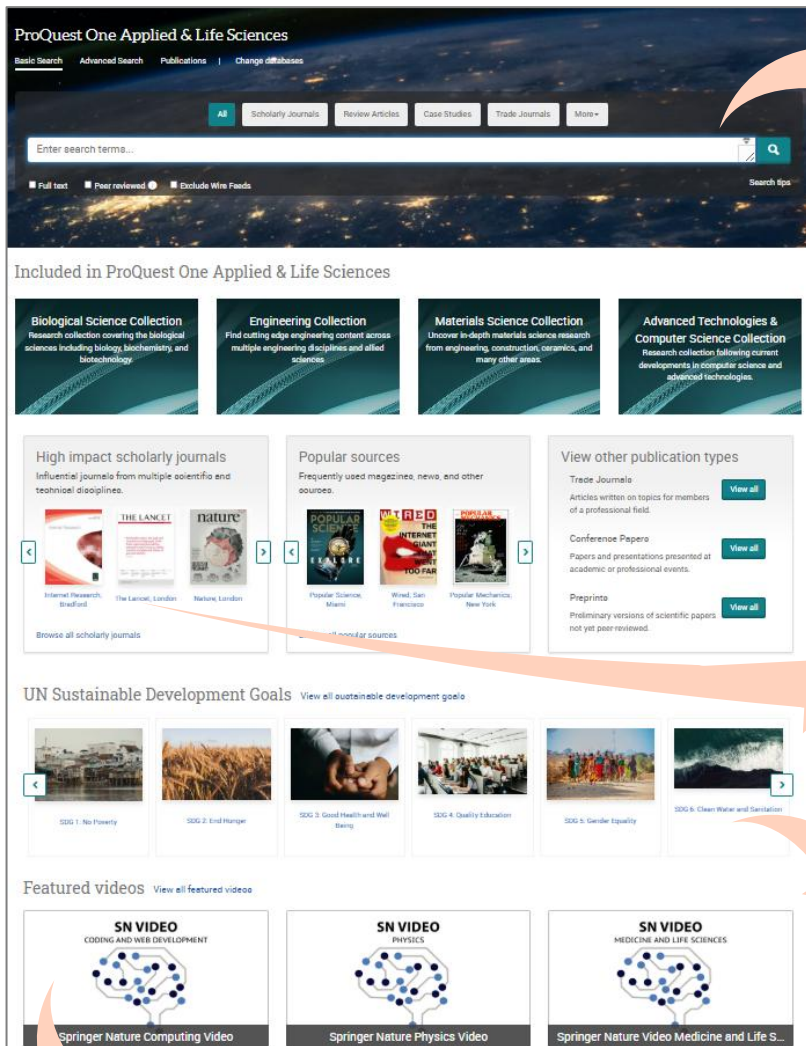 ProQuest One Applied & Life Sciences
Basic Search Advanced Search Publications | Change databases
All Scholarly Journals Review Articles Case Studies Trade Journals More
Enter search terms...
Full text Peer reviewed Exclude Wire Feeds Search tips
Included in ProQuest One Applied & Life Sciences
Biological Science Collection
Research collection covering the biological
sciences including biology, biochemistry, and
biotechnology.
Engineering Collection
Find cutting edge engineering content across
multiple engineering disciplines and allied
sciences
Materials Science Collection
Uncover in-depth materials science research
from engineering, construction, ceramics, and
many other areas.
Advanced Technologies &
Computer Science Collection
Research collection following current
developments in computer science and
advanced technologies.
High impact scholarly journals
Influential journals from multiple scientific and
technical disciplines.
THE LANCET
nature
Internet Research,
Bradford
The Lancet, London
Nature, London
Browse all scholarly journals
Popular sources
Frequently used magazines, news, and other
sources.
POPULAR
SCIENCE
EXPLORE
WIRED
THE
INTERNET
GIANT
THAT
WENT
TOO FAR
POPULAR
MECHANICS
Popular Science,
Miami
Wired, San
Francisco
Popular Mechanics,
New York
all popular sources
View other publication types
Trade Journals
Articles written on topics for members
of a professional field.
View all
Conference Papers
Papers and presentations presented at
academic or professional events.
View all
Preprints
Preliminary versions of scientific papers
not yet peer reviewed.
View all
UN Sustainable Development Goals View all sustainable development goals
SDG 1: No Poverty
SDG 2: End Hunger
SDG 3: Good Health and Well
Being
SDG 4: Quality Education
SDG 5: Gender Equality
SDG 6: Clean Water and Sanitation
Featured videos View all featured videos
SN VIDEO
CODING AND WEB DEVELOPMENT
Springer Nature Computing Video
SN VIDEO
PHYSICS
Springer Nature Physics Video
SN VIDEO
MEDICINE AND LIFE SCIENCES
Springer Nature Video Medicine and Life S...